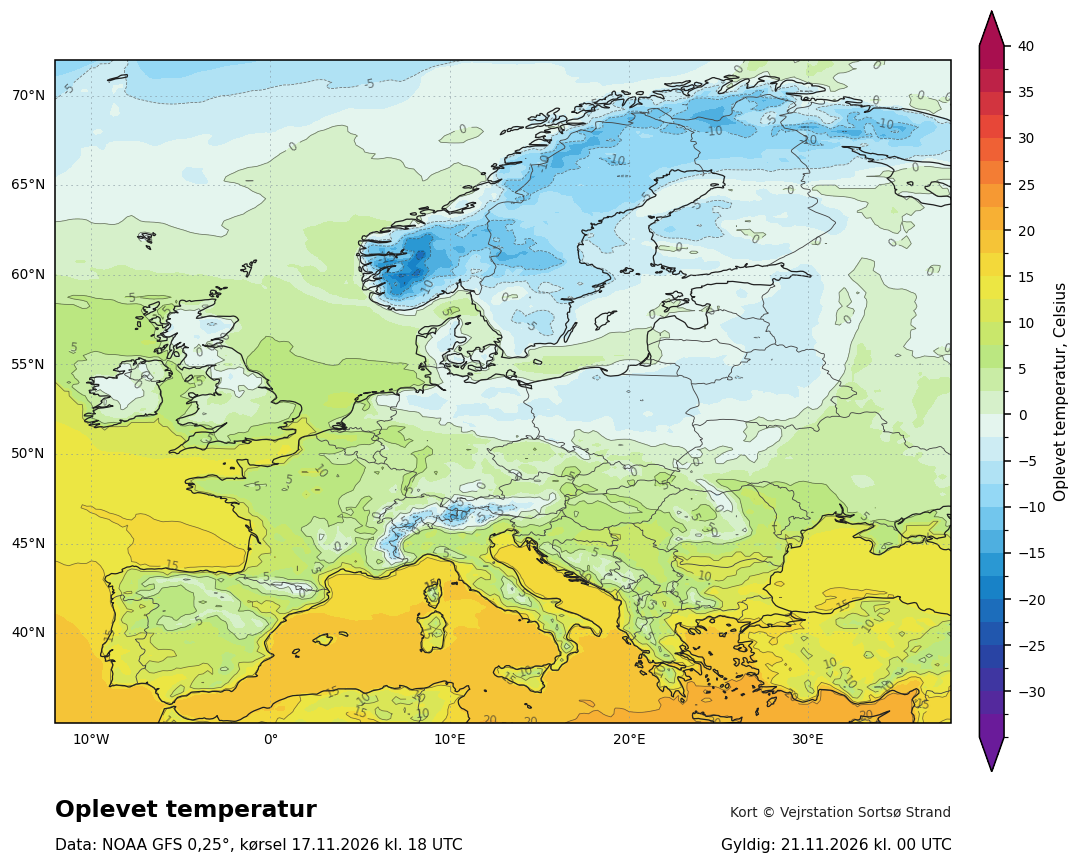 70°N
65°N
60°N
55°N
50°N
45°N
40°N
10°W
0°
10°E
20°E
30°E
40
35
30
25
20
15
10
5
0
−5
−10
−15
−20
−25
−30
Oplevet temperatur, Celsius
Oplevet temperatur
Kort © Vejrstation Sortsø Strand
Data: NOAA GFS 0,25°, kørsel 17.11.2026 kl. 18 UTC
Gyldig: 21.11.2026 kl. 00 UTC